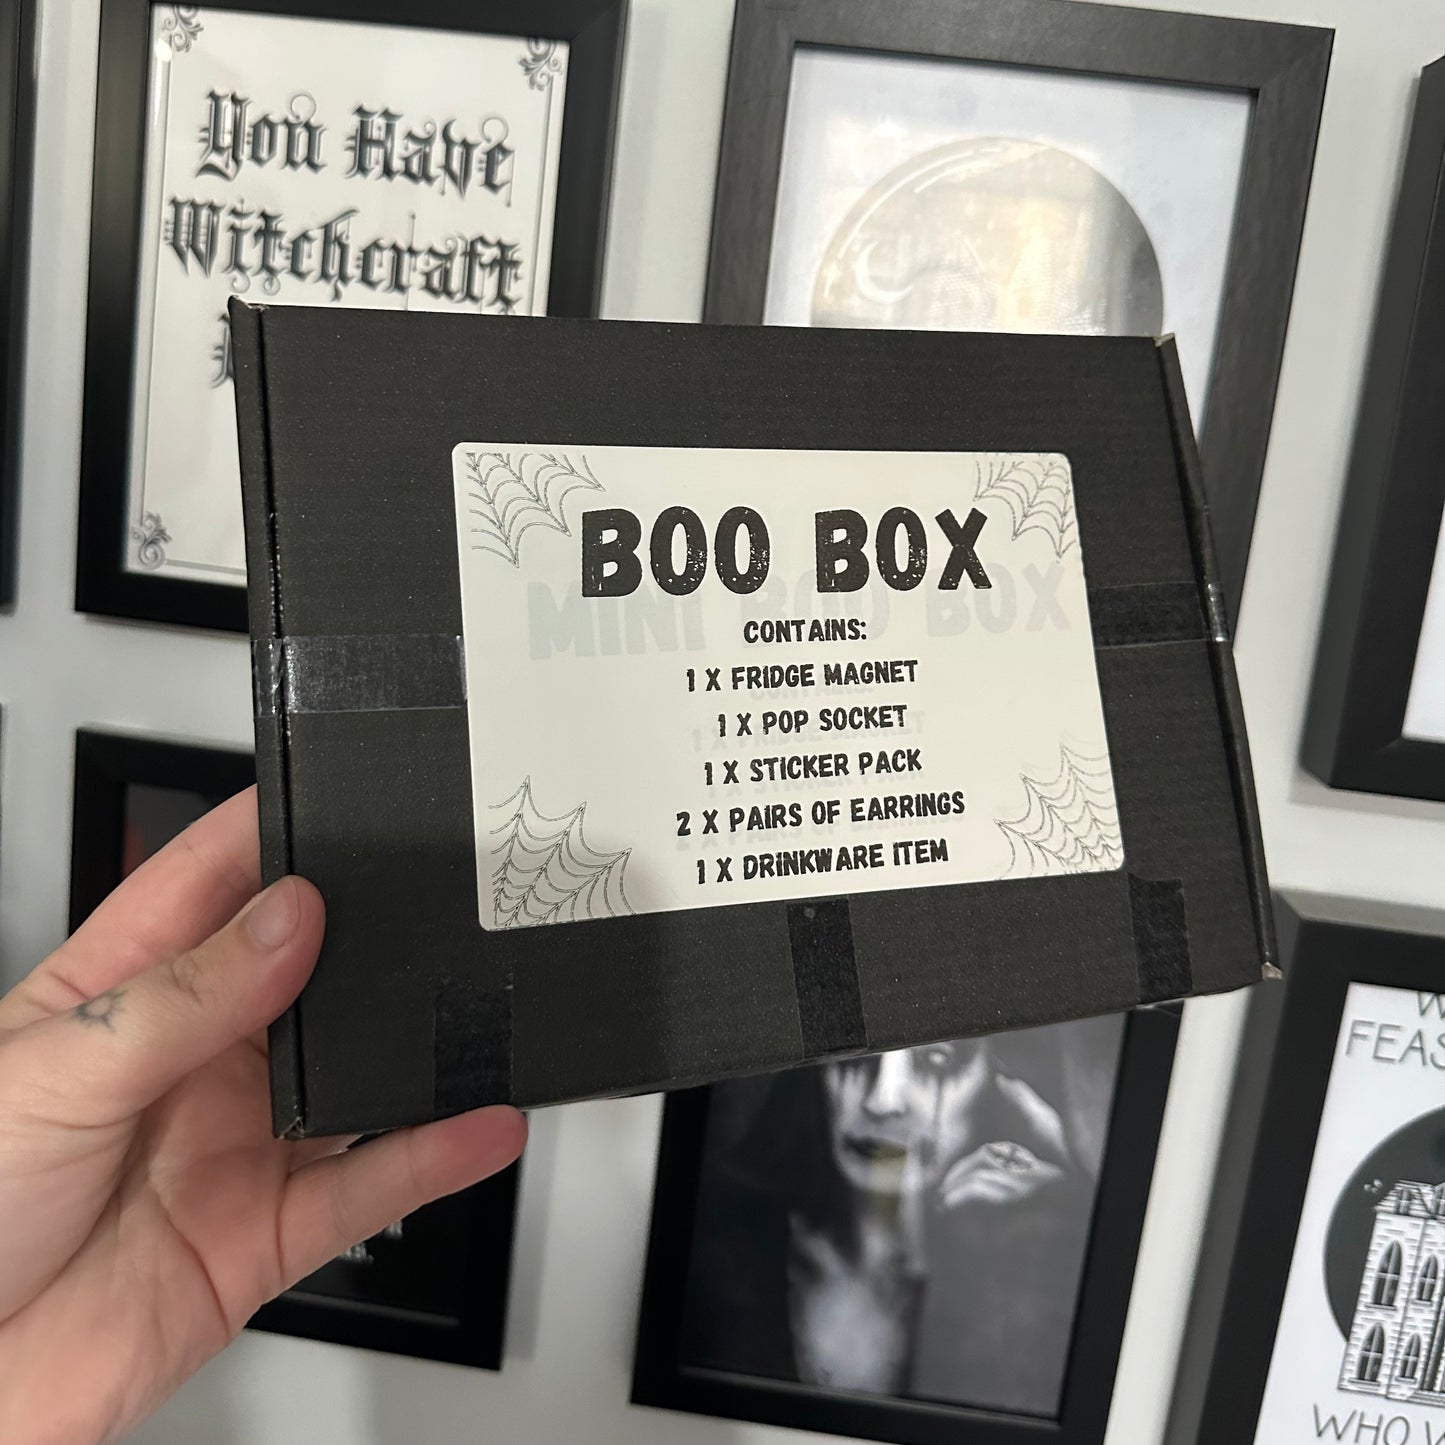 You Have
Witchcraft
BOO BOX
MINI BOO BOX
CONTAINS:
1 X FRIDGE MAGNET
1 X POP SOCKET
1 X STICKER PACK
2 X PAIRS OF EARRINGS
1 X DRINKWARE ITEM
FEAS
WHO